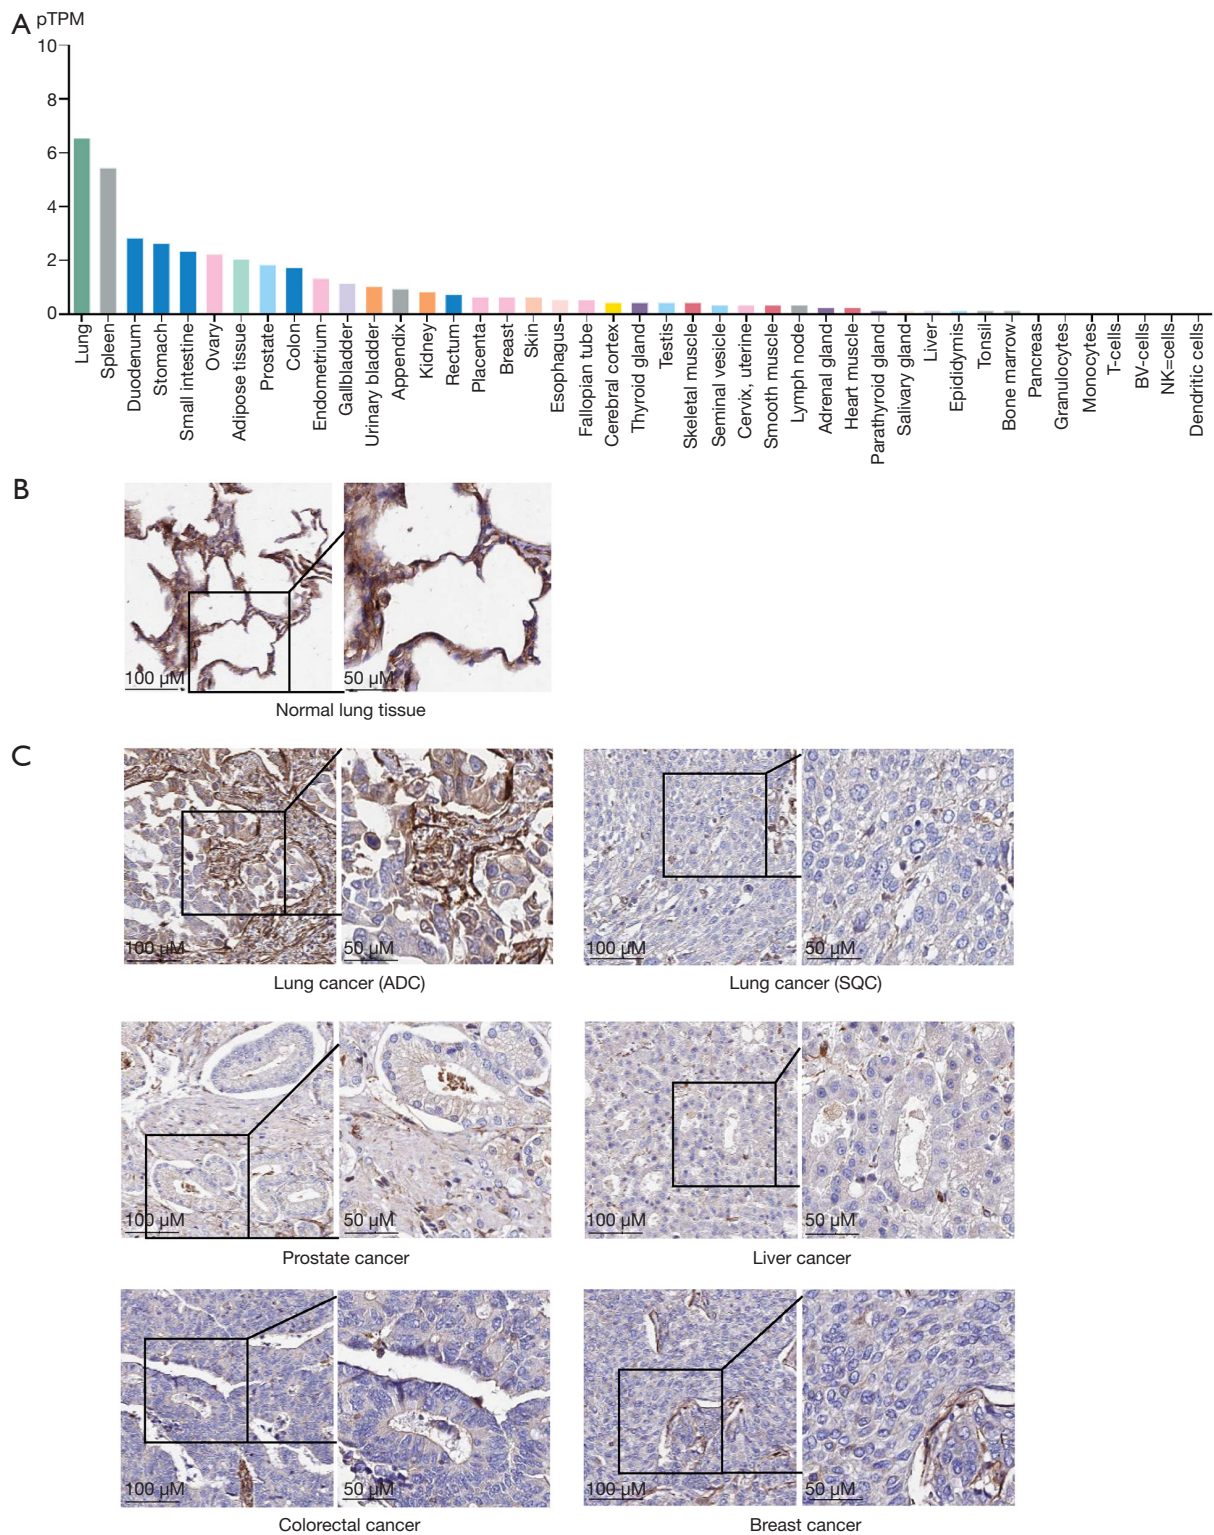 A pTPM
10
8
6
4
2
0
Lung
Spleen
Duodenum
Stomach
Small intestine
Ovary
Adipose tissue
Prostate
Colon
Endometrium
Gallbladder
Urinary bladder
Appendix
Kidney
Rectum
Placenta
Breast
Skin
Esophagus
Fallopian tube
Cerebral cortex
Thyroid gland
Testis
Skeletal muscle
Seminal vesicle
Cervix, uterine
Smooth muscle
Lymph node
Adrenal gland
Heart muscle
Parathyroid gland
Salivary gland
Liver
Epididymis
Tonsil
Bone marrow
Pancreas
Granulocytes
Monocytes
T-cells
BV-cells
NK=cells
Dendritic cells
B
100 μM
50 μM
Normal lung tissue
C
100 μM
50 μM
100 μM
50 μM
Lung cancer (ADC)
Lung cancer (SQC)
100 μM
50 μM
100 μM
50 μM
Prostate cancer
Liver cancer
100 μM
50 μM
100 μM
50 μM
Colorectal cancer
Breast cancer